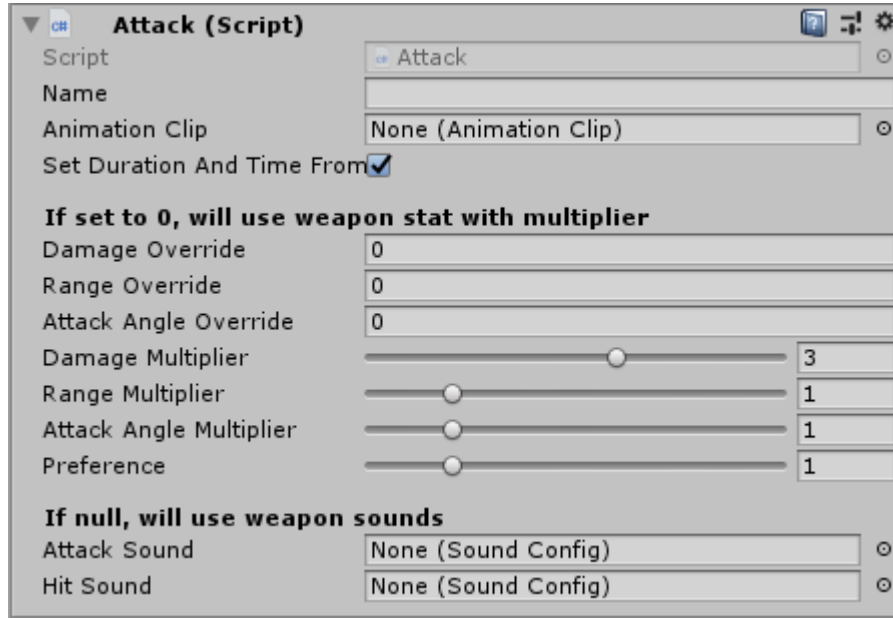 c# Attack (Script)
Script Attack
Name
Animation Clip None (Animation Clip)
Set Duration And Time From
If set to 0, will use weapon stat with multiplier
Damage Override 0
Range Override 0
Attack Angle Override 0
Damage Multiplier 3
Range Multiplier 1
Attack Angle Multiplier 1
Preference 1
If null, will use weapon sounds
Attack Sound None (Sound Config)
Hit Sound None (Sound Config)